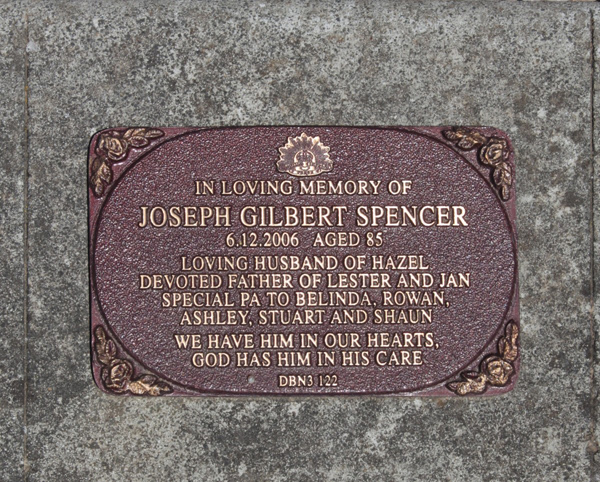 IN LOVING MEMORY OF
JOSEPH GILBERT SPENCER
6.12.2006 AGED 85
LOVING HUSBAND OF HAZEL
DEVOTED FATHER OF LESTER AND JAN
SPECIAL PA TO BELINDA, ROWAN,
ASHLEY, STUART AND SHAUN
WE HAVE HIM IN OUR HEARTS,
GOD HAS HIM IN HIS CARE
DBN3 122